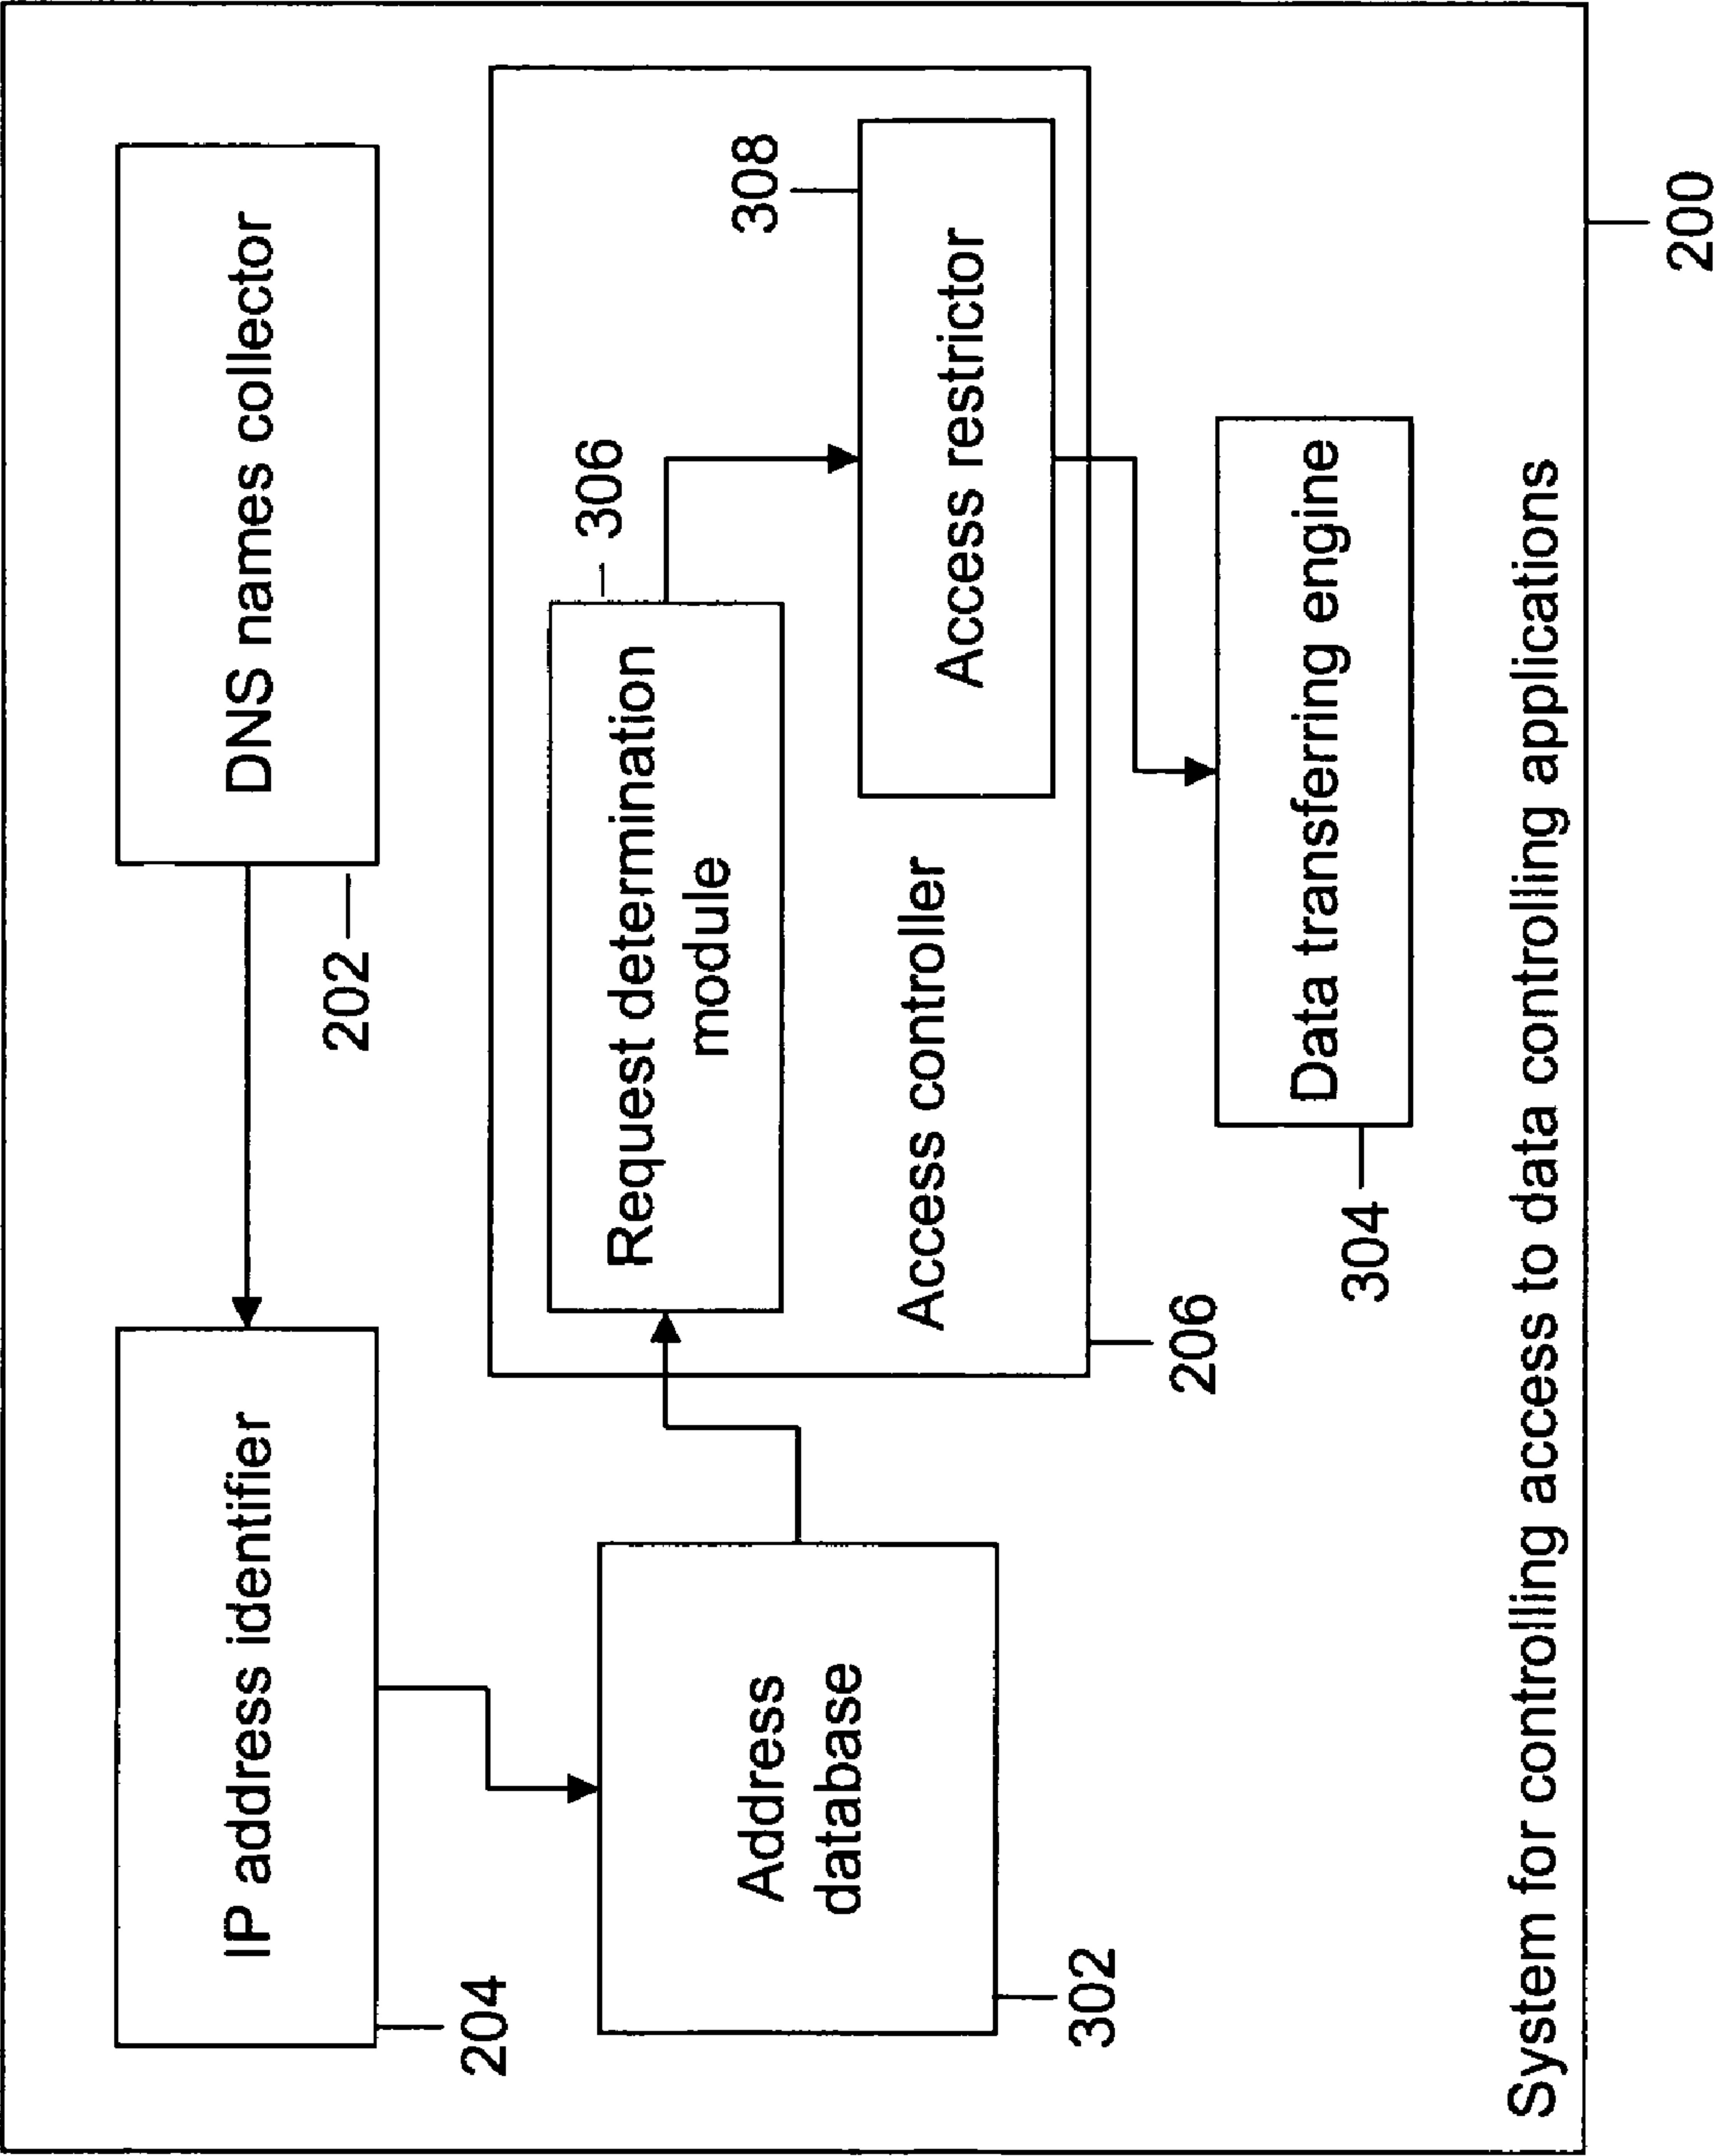 IP address identifier
204
DNS names collector
202
Address
database
302
Request determination
module
306
Access restrictor
308
Access controller
206
Data transferring engine
304
System for controlling access to data controlling applications
200